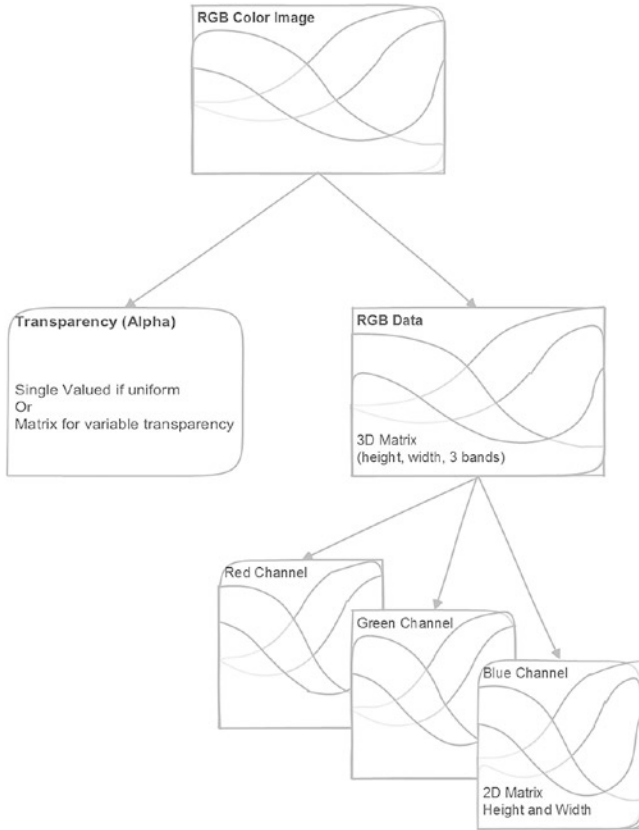 RGB Color Image
Transparency (Alpha)
Single Valued if uniform
Or
Matrix for variable transparency
RGB Data
3D Matrix
(height, width, 3 bands)
Red Channel
Green Channel
Blue Channel
2D Matrix
Height and Width